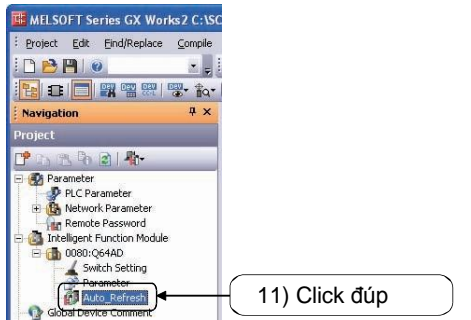 MELSOFT Series GX Works2 C:\SC
Project Edit Find/Replace Compile
Navigation
Project
Parameter
PLC Parameter
Network Parameter
Remote Password
Intelligent Function Module
0080:Q64AD
Switch Setting
Parameter
Auto_Refresh
11) Click đúp
Global Device Comment